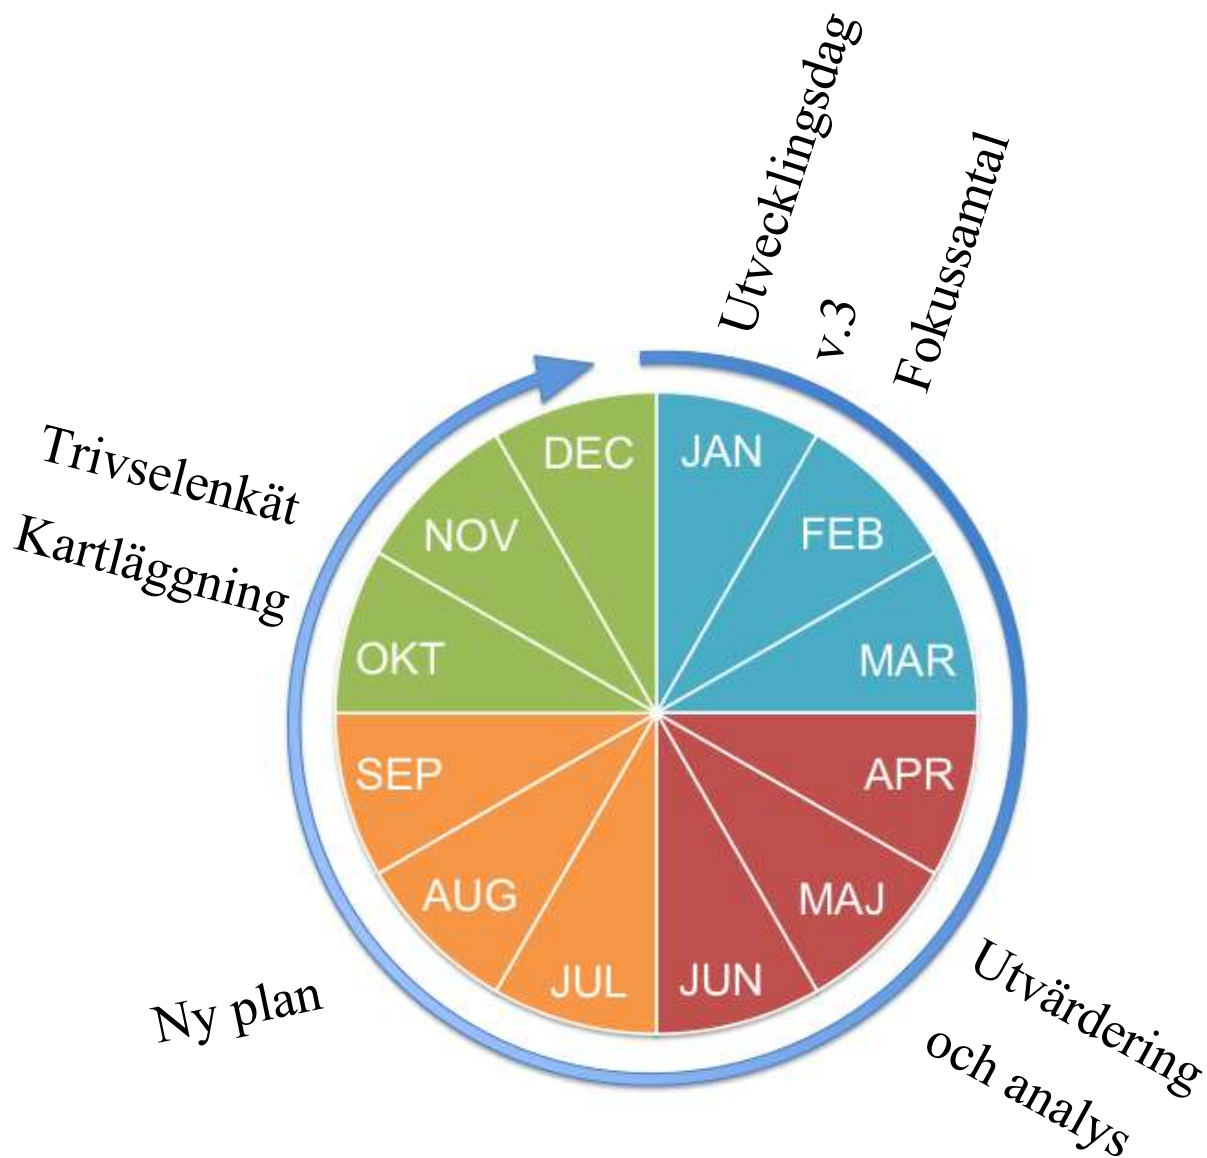 Utvecklingsdag
v.3
Fokussamtal
Trivselenkät
Kartläggning
DEC
JAN
NOV
FEB
OKT
MAR
SEP
APR
AUG
MAJ
JUL
JUN
Ny plan
Utvärdering
och analys